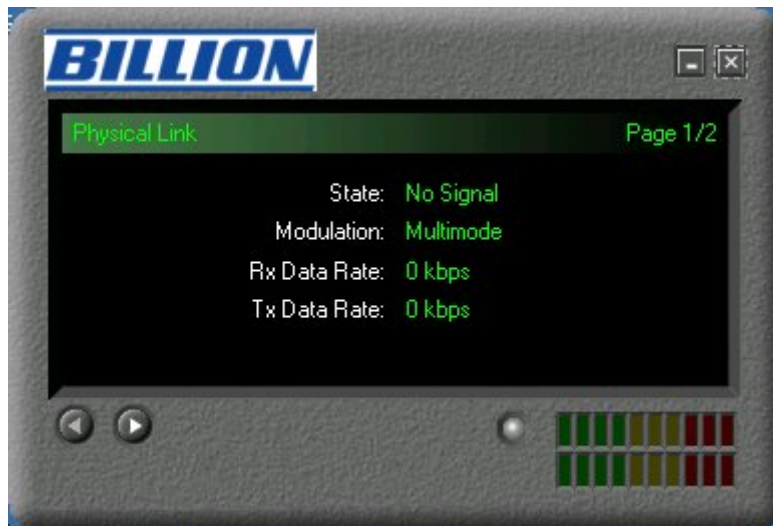 BILLION
Physical Link Page 1/2
State: No Signal
Modulation: Multimode
Rx Data Rate: 0 kbps
Tx Data Rate: 0 kbps